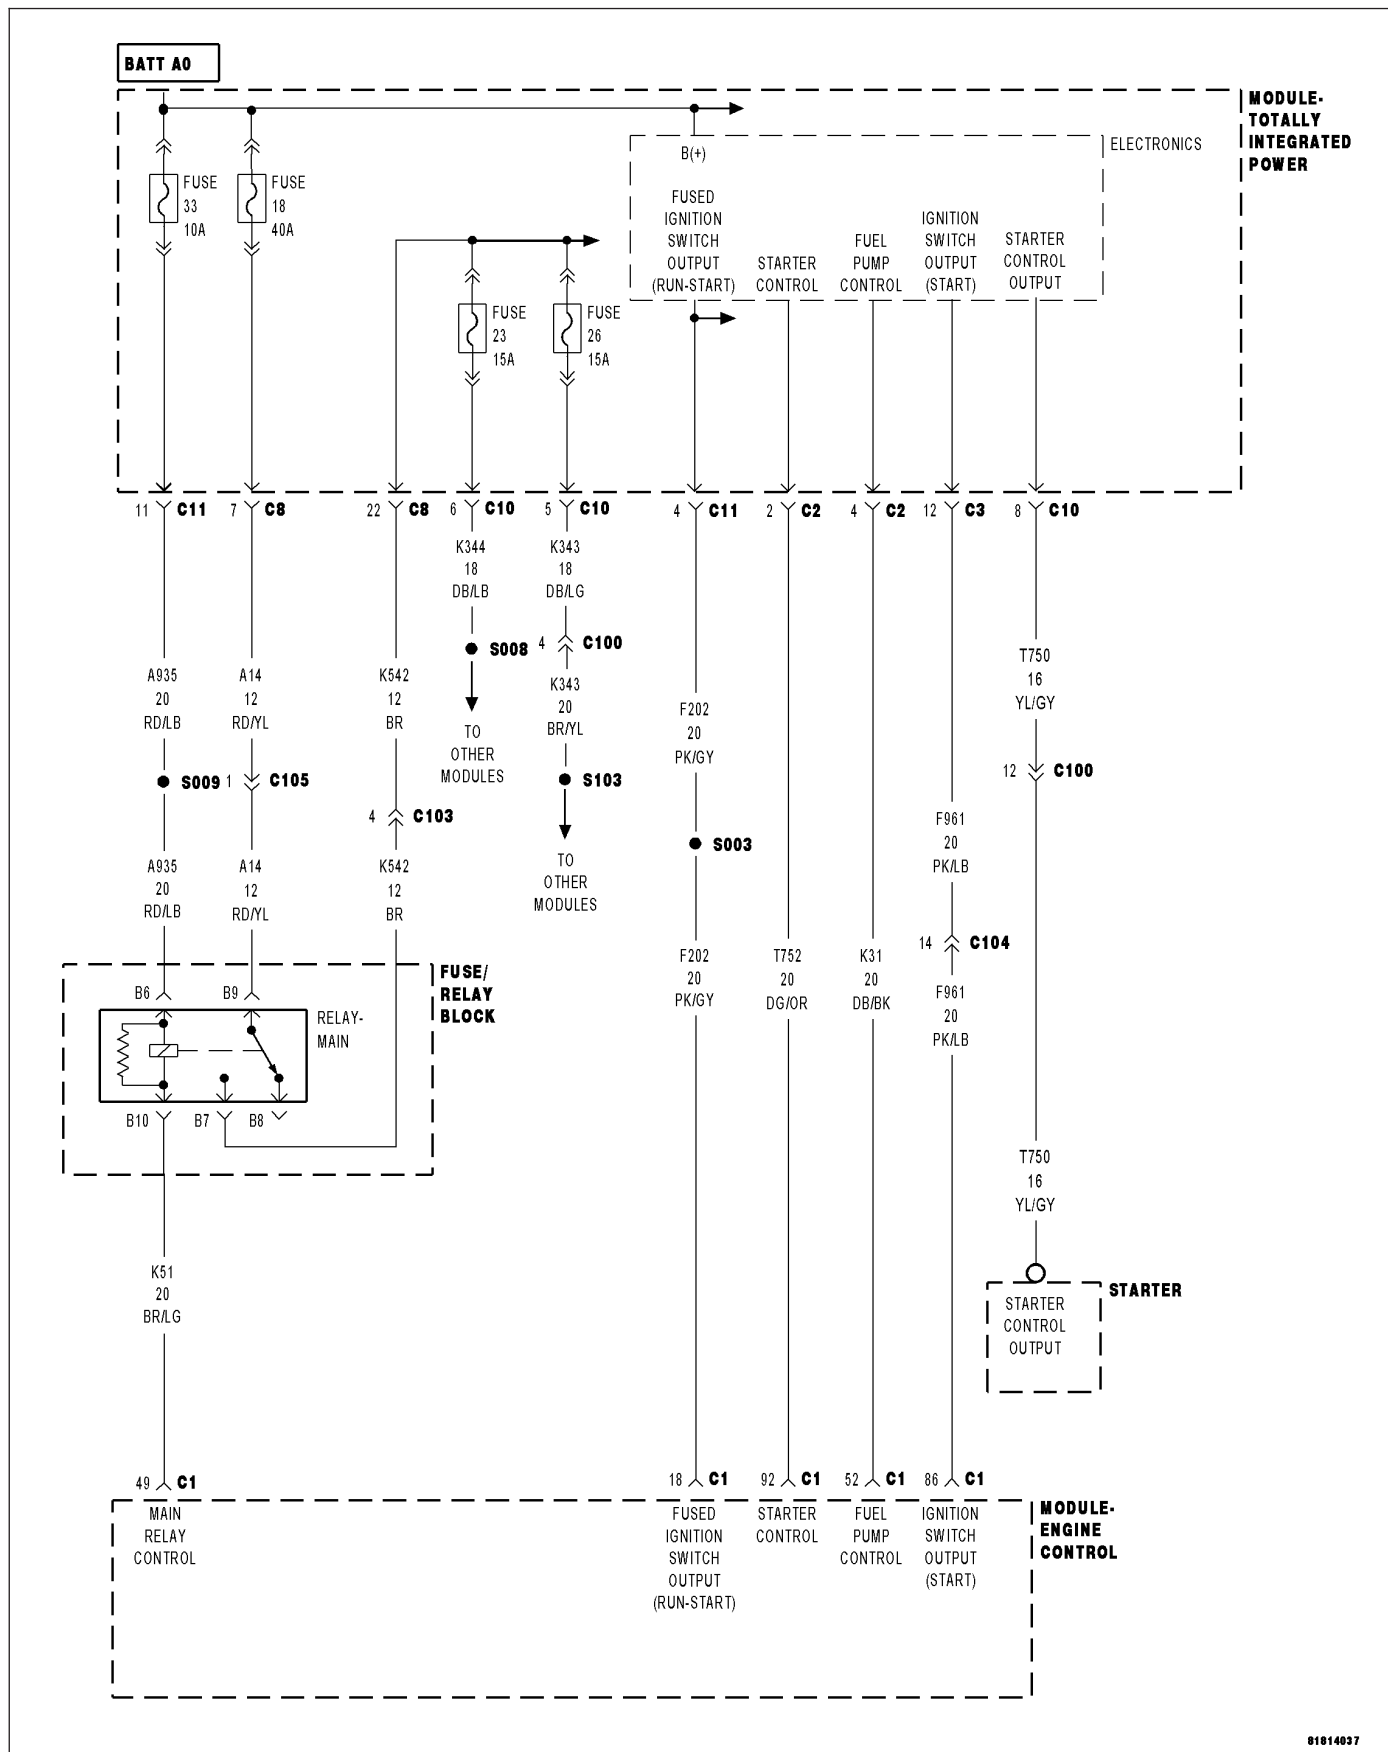 BATT A0
MODULE-
TOTALLY
INTEGRATED
POWER
ELECTRONICS
B(+)
FUSE
33
10A
FUSE
18
40A
FUSED
IGNITION
SWITCH
OUTPUT
(RUN-START)
STARTER
CONTROL
FUEL
PUMP
CONTROL
IGNITION
SWITCH
OUTPUT
(START)
STARTER
CONTROL
OUTPUT
FUSE
23
15A
FUSE
26
15A
11 C11
7 C8
22 C8
6 C10
5 C10
4 C11
2 C2
4 C2
12 C3
8 C10
K344
18
DB/LB
K343
18
DB/LG
S008
4 C100
A935
20
RD/LB
A14
12
RD/YL
K542
12
BR
K343
20
BR/YL
F202
20
PK/GY
T750
16
YL/GY
TO
OTHER
MODULES
S009
1 C105
S103
12 C100
4 C103
F961
20
PK/LB
S003
A935
20
RD/LB
A14
12
RD/YL
K542
12
BR
TO
OTHER
MODULES
14 C104
F202
20
PK/GY
T752
20
DG/OR
K31
20
DB/BK
F961
20
PK/LB
FUSE/
RELAY
BLOCK
B6
B9
RELAY-
MAIN
B10
B7
B8
T750
16
YL/GY
K51
20
BR/LG
STARTER
STARTER
CONTROL
OUTPUT
49 C1
18 C1
92 C1
52 C1
86 C1
MAIN
RELAY
CONTROL
FUSED
IGNITION
SWITCH
OUTPUT
(RUN-START)
STARTER
CONTROL
FUEL
PUMP
CONTROL
IGNITION
SWITCH
OUTPUT
(START)
MODULE-
ENGINE
CONTROL
81814037